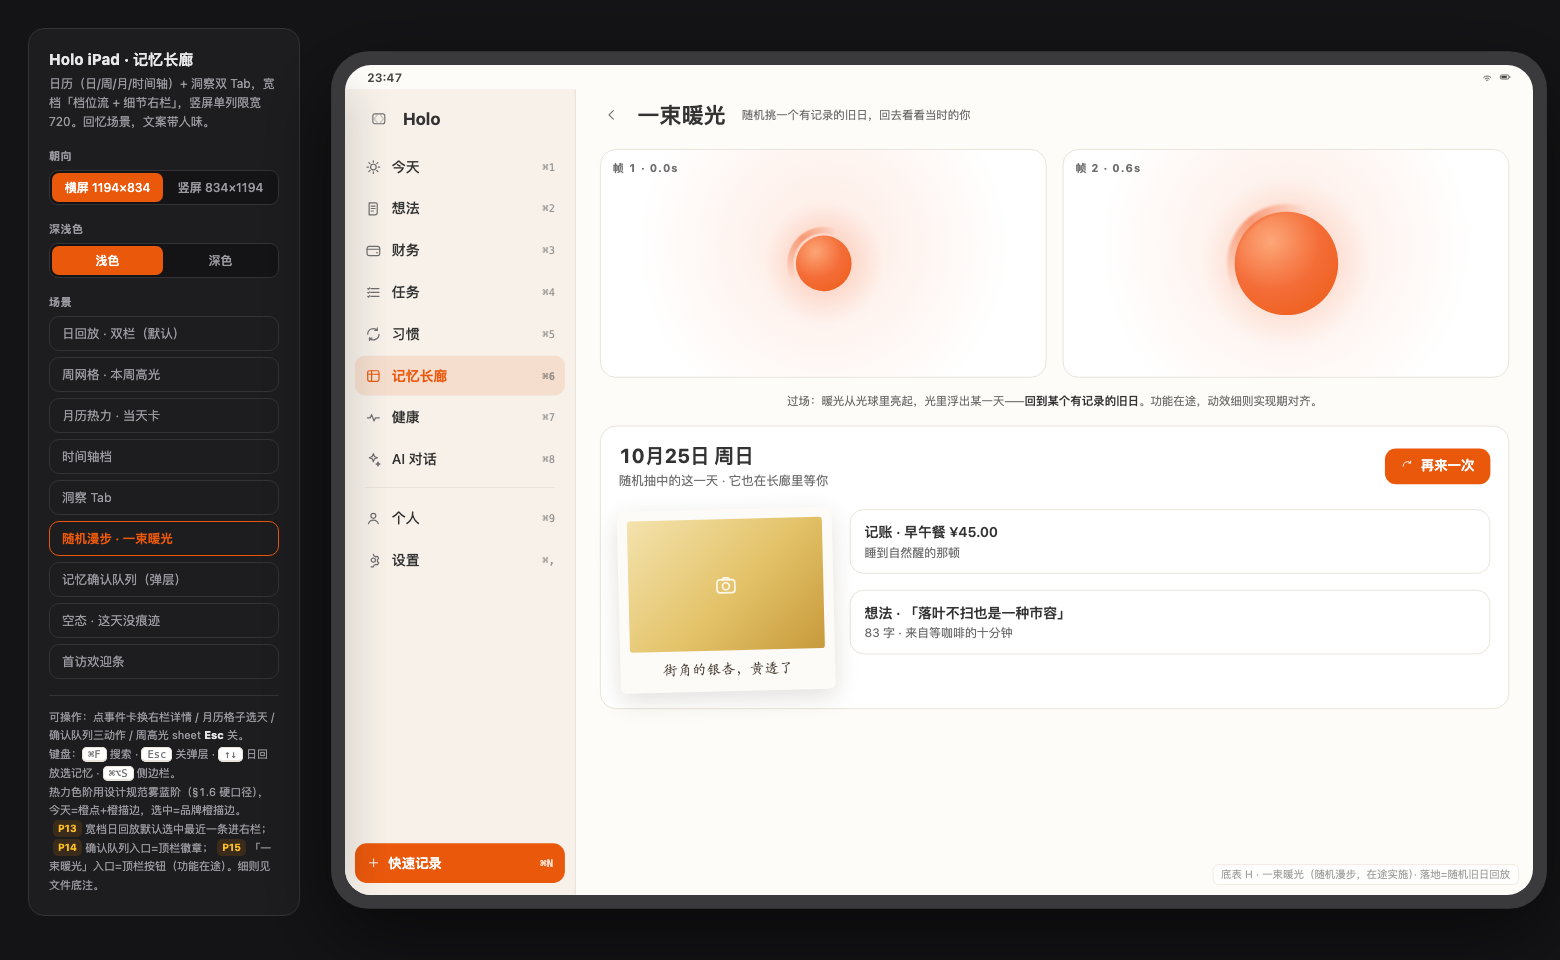 Holo iPad · 记忆长廊
日历（日/周/月/时间轴）+ 洞察双 Tab，宽
档「档位流 + 细节右栏」，竖屏单列限宽
720。回忆场景，文案带人味。
朝向
横屏 1194×834
竖屏 834×1194
深浅色
浅色
深色
场景
日回放 · 双栏（默认）
周网格 · 本周高光
月历热力 · 当天卡
时间轴档
洞察 Tab
随机漫步 · 一束暖光
记忆确认队列（弹层）
空态 · 这天没痕迹
首访欢迎条
可操作：点事件卡换右栏详情 / 月历格子选天 /
确认队列三动作 / 周高光 sheet Esc 关。
键盘：⌘F 搜索 · Esc 关弹层 · ↑↓ 日回
放选记忆 · ⌘⌥S 侧边栏。
热力色阶用设计规范雾蓝阶（§1.6 硬口径），
今天=橙点+橙描边，选中=品牌橙描边。
P13 宽档日回放默认选中最近一条进右栏；
P14 确认队列入口=顶栏徽章； P15 「一
束暖光」入口=顶栏按钮（功能在途）。细则见
文件底注。
23:47
Holo
今天 ⌘1
想法 ⌘2
财务 ⌘3
任务 ⌘4
习惯 ⌘5
记忆长廊 ⌘6
健康 ⌘7
AI 对话 ⌘8
个人 ⌘9
设置 ⌘,
+ 快速记录 ⌘N
一束暖光 随机挑一个有记录的旧日，回去看看当时的你
帧 1 · 0.0s
帧 2 · 0.6s
过场：暖光从光球里亮起，光里浮出某一天——回到某个有记录的旧日。功能在途，动效细则实现期对齐。
10月25日 周日
随机抽中的这一天 · 它也在长廊里等你
再来一次
街角的银杏，黄透了
记账 · 早午餐 ¥45.00
睡到自然醒的那顿
想法 · 「落叶不扫也是一种市容」
83 字 · 来自等咖啡的十分钟
底表 H · 一束暖光（随机漫步，在途实施）· 落地=随机旧日回放